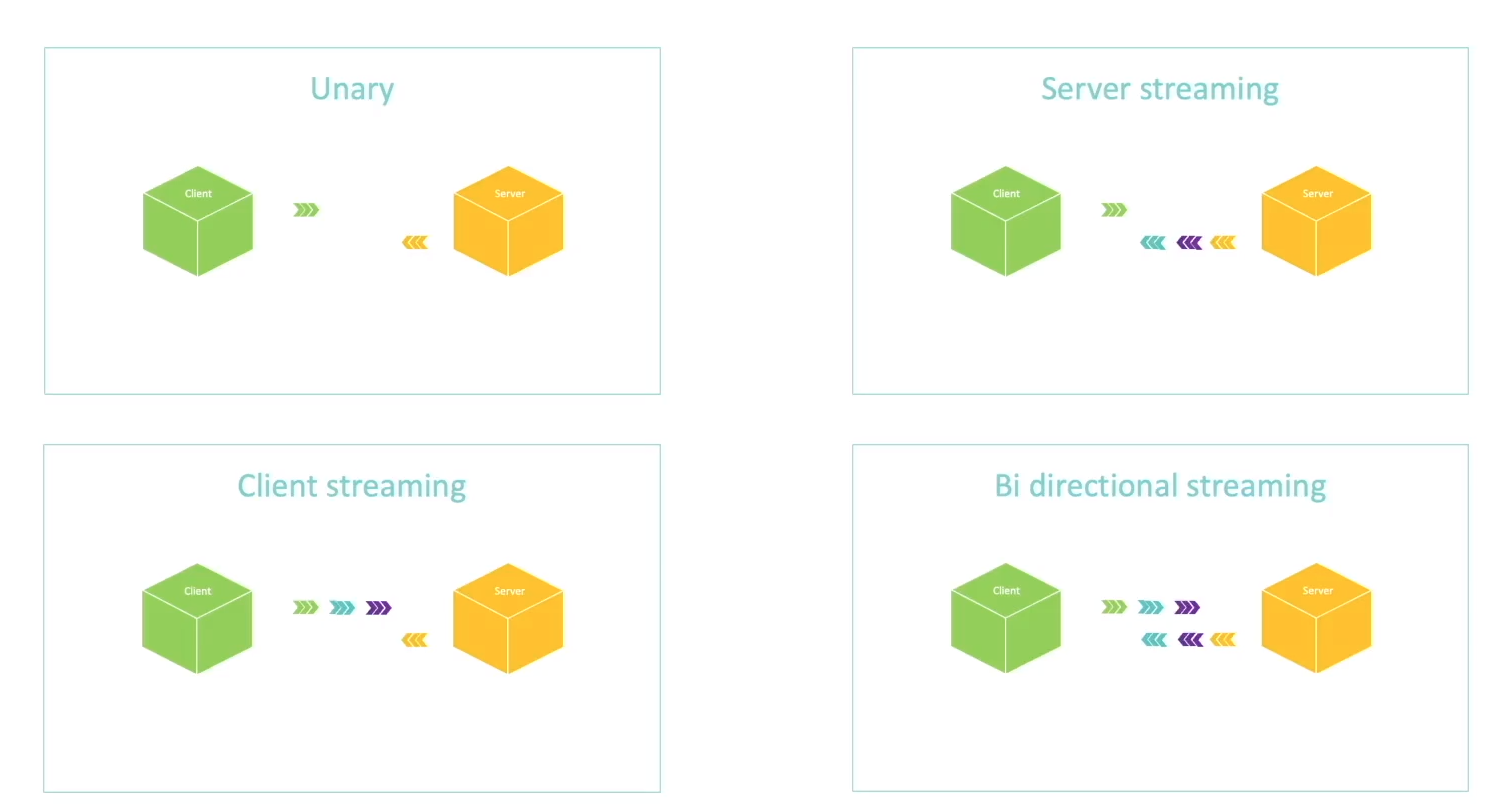 Unary
Client
Server
Server streaming
Client
Server
Client streaming
Client
Server
Bi directional streaming
Client
Server